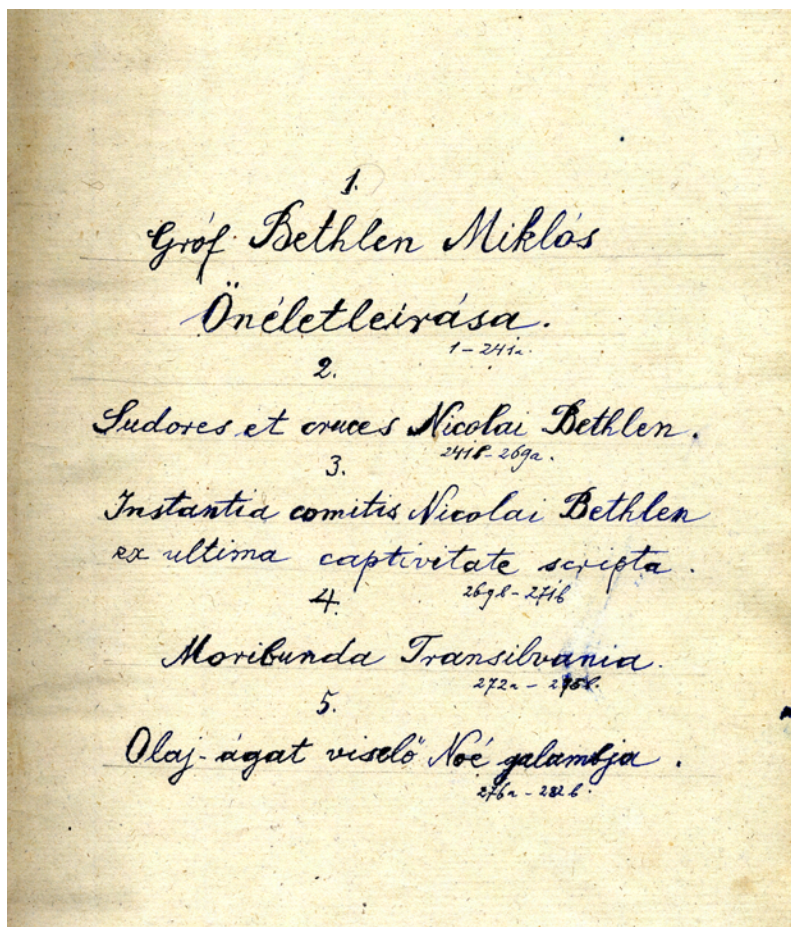 1.
Gróf Bethlen Miklós
Önéletleirása.
1 – 241a.
2.
Sudores et cruces Nicolai Bethlen.
241b – 269a.
3.
Instantia comitis Nicolai Bethlen
ex ultima captivitate scripta.
269b – 271b
4.
Moribunda Transilvania.
272a – 275b.
5.
Olaj-ágat viselő Noé galambja.
276a – 282b.